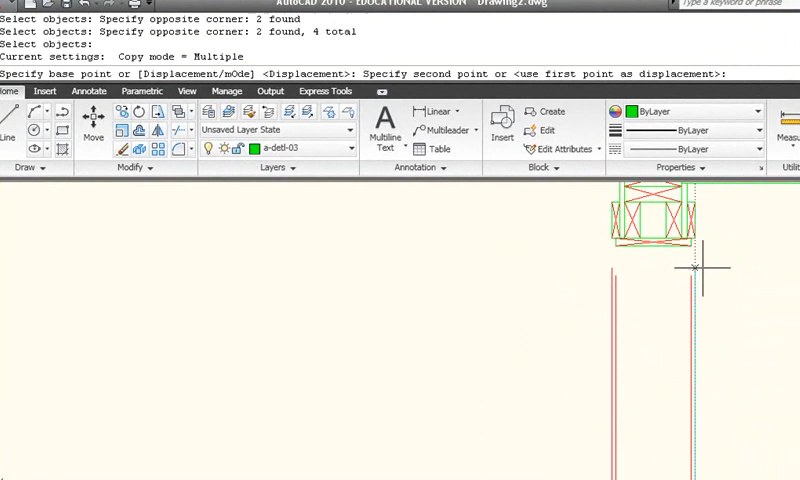 AutoCAD 2010 - EDUCATIONAL VERSION Drawing2.dwg
Type a keyword or phrase
Select objects: Specify opposite corner: 2 found
Select objects: Specify opposite corner: 2 found, 4 total
Select objects:
Current settings:  Copy mode = Multiple
Specify base point or [Displacement/mOde] <Displacement>: Specify second point or <use first point as displacement>:
Home Insert Annotate Parametric View Manage Output Express Tools
Line Move Unsaved Layer State a-detl-03 Multiline Text Linear Multileader Table Insert Create Edit Edit Attributes ByLayer ByLayer ByLayer Measure
Draw Modify Layers Annotation Block Properties